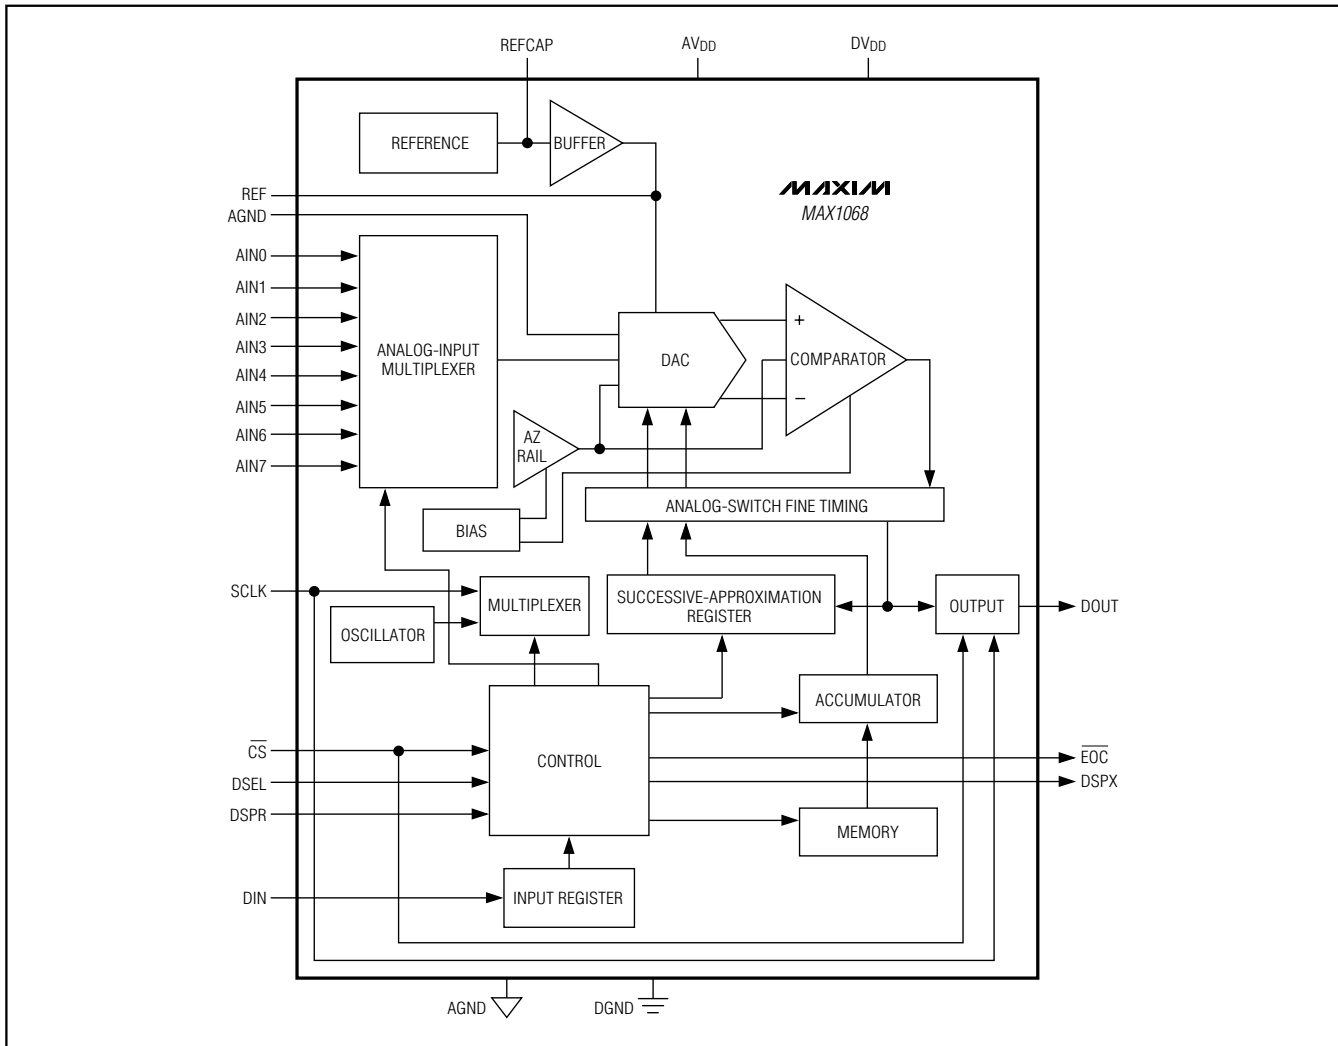 REFCAP
AVDD
DVDD
REFERENCE
BUFFER
REF
AGND
MAXIM
MAX1068
AIN0
AIN1
AIN2
AIN3
AIN4
AIN5
AIN6
AIN7
ANALOG-INPUT
MULTIPLEXER
DAC
+
COMPARATOR
−
AZ
RAIL
BIAS
ANALOG-SWITCH FINE TIMING
SCLK
MULTIPLEXER
OSCILLATOR
SUCCESSIVE-APPROXIMATION
REGISTER
OUTPUT
DOUT
ACCUMULATOR
CS
DSEL
DSPR
CONTROL
EOC
DSPX
MEMORY
DIN
INPUT REGISTER
AGND
DGND